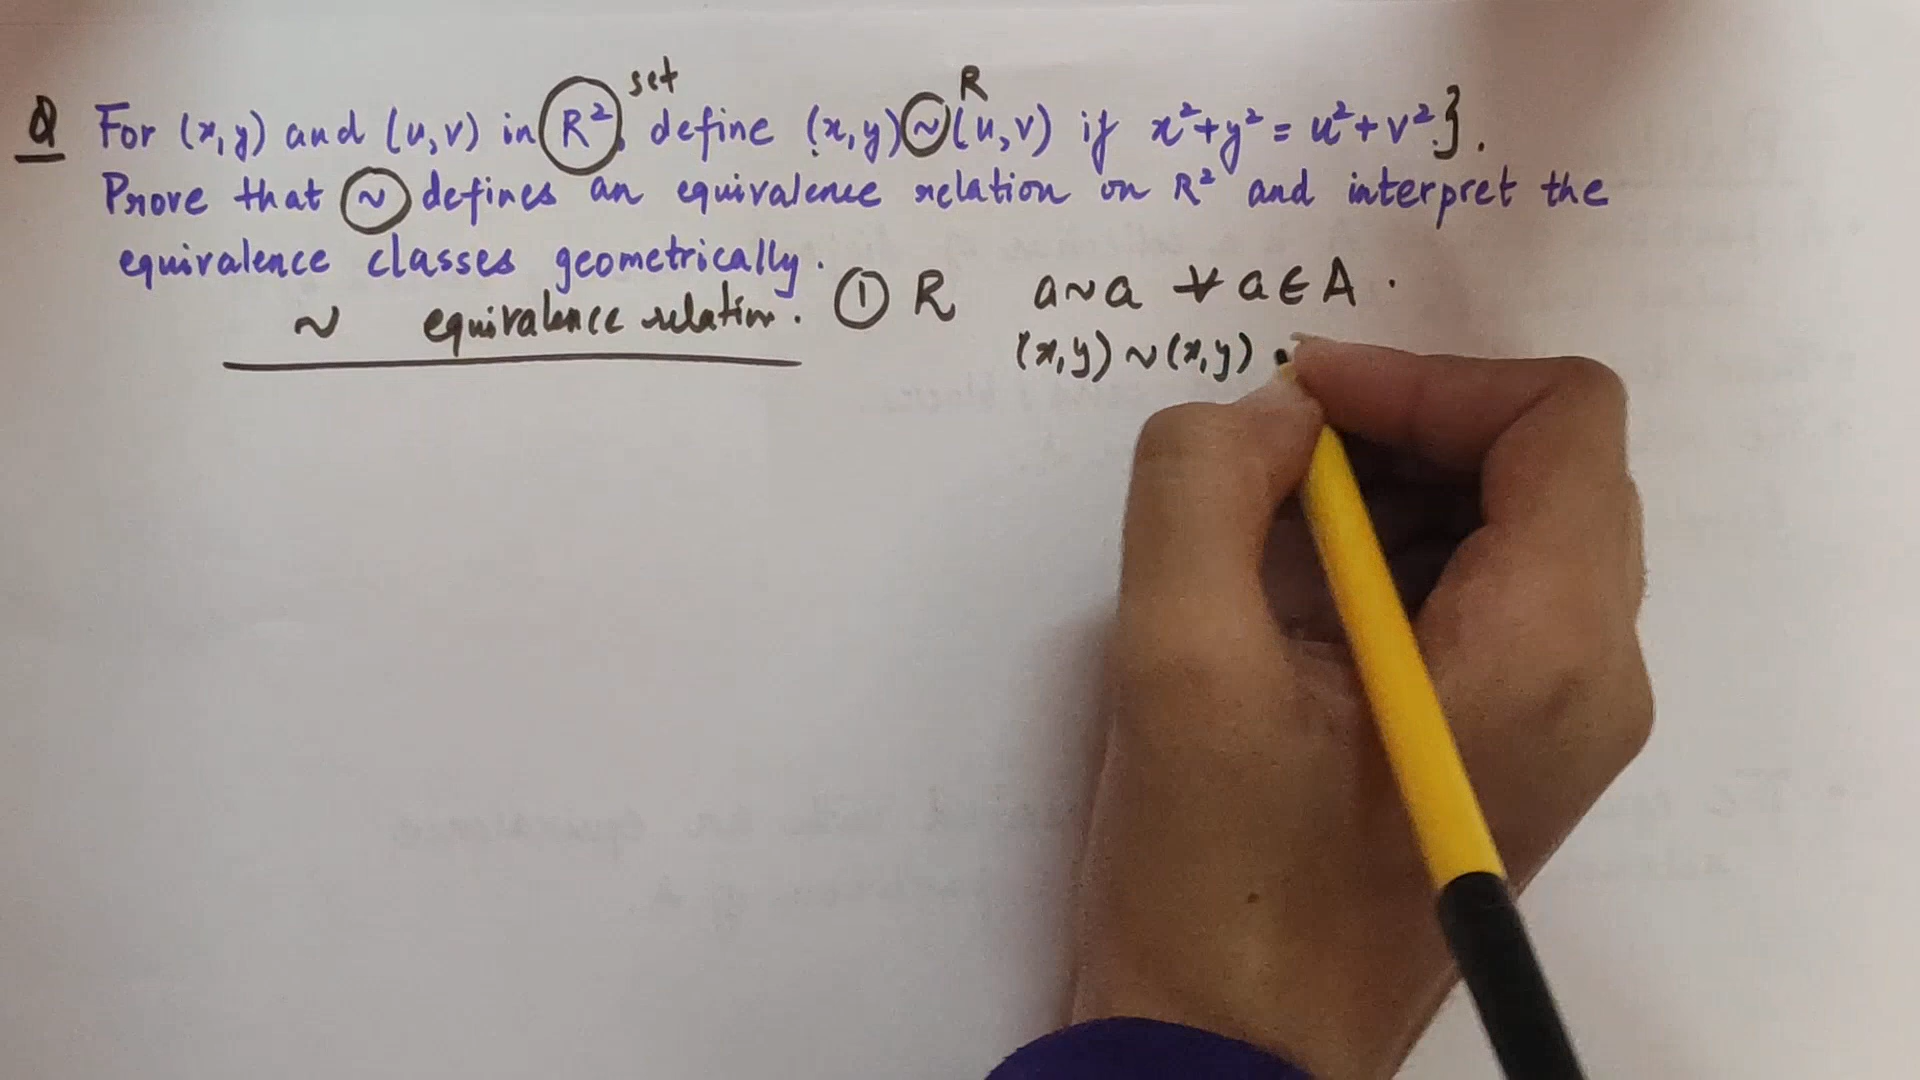 set R
Q For (x,y) and (u,v) in R², define (x,y)~(u,v) if x²+y² = u²+v²}.
Prove that ~ defines an equivalence relation on R² and interpret the
equivalence classes geometrically.
~ equivalence relation. ① R a~a ∀ a∈A.
(x,y)~(x,y)